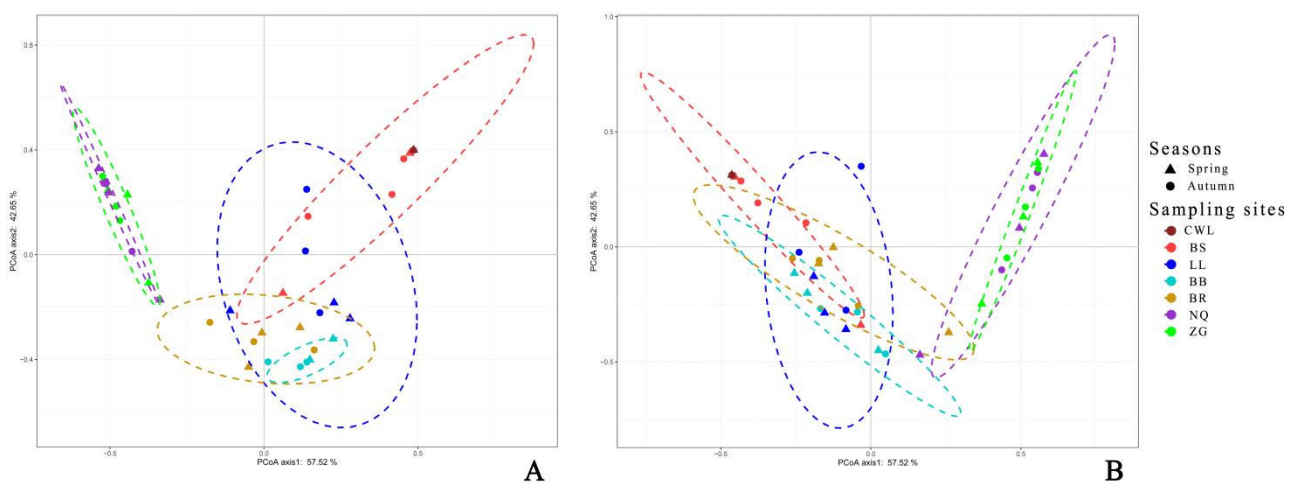 0.8
0.4
0.0
−0.4
−0.5
0.0
0.5
PCoA axis2: 42.65 %
PCoA axis1: 57.52 %
A
1.0
0.5
0.0
−0.5
−0.5
0.0
0.5
PCoA axis2: 42.65 %
PCoA axis1: 57.52 %
B
Seasons
Spring
Autumn
Sampling sites
CWL
BS
LL
BB
BR
NQ
ZG